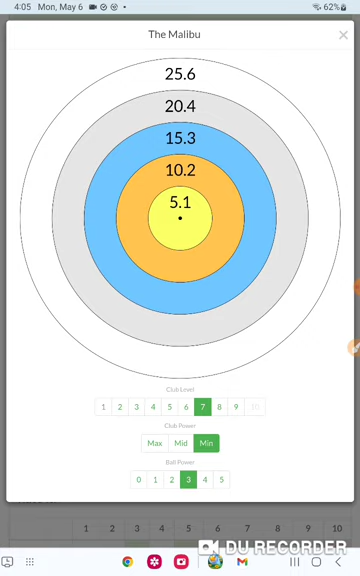 4:05 Mon, May 6 62%
The Malibu ×
25.6
20.4
15.3
10.2
5.1
Club Level
1 2 3 4 5 6 7 8 9 10
Club Power
Max Mid Min
Ball Power
0 1 2 3 4 5
1 2 3 4 5 6 7 8 9 10
DU RECORDER